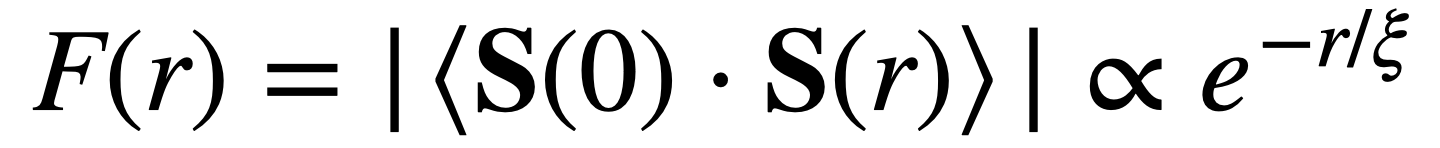 F(r) = |⟨𝐒(0) · 𝐒(r)⟩| ∝ e^{−r/ξ}